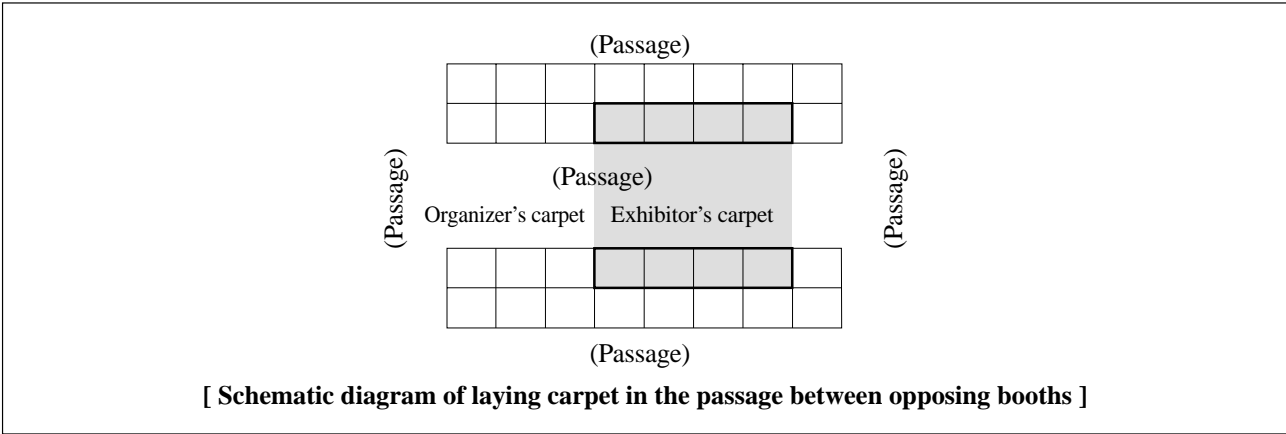 (Passage)
(Passage)
(Passage)
(Passage)
Organizer’s carpet
Exhibitor’s carpet
(Passage)
[ Schematic diagram of laying carpet in the passage between opposing booths ]